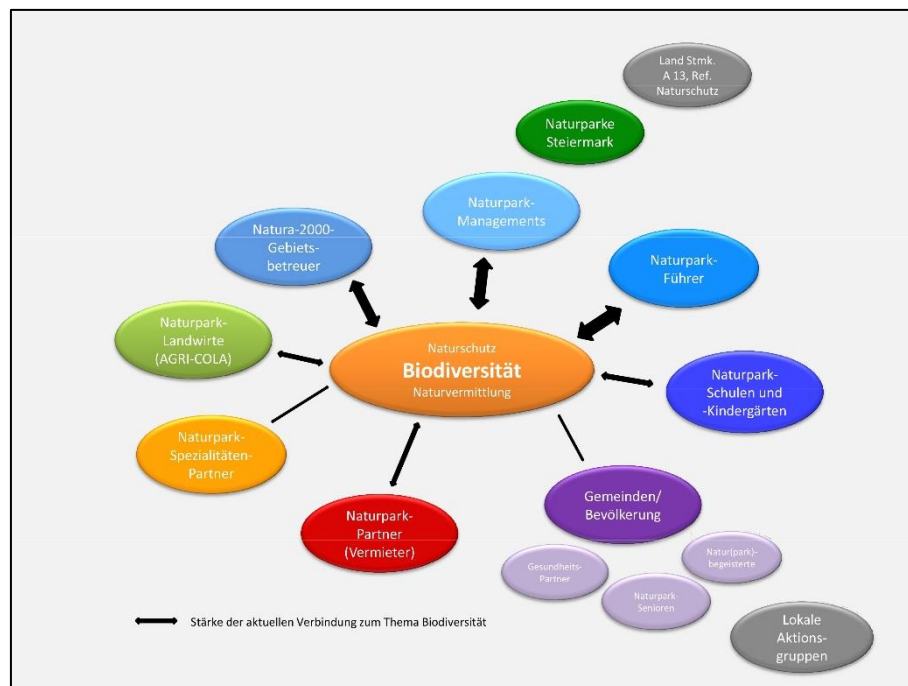 Land Stmk.
A 13, Ref.
Naturschutz
Naturparke
Steiermark
Naturpark-
Managements
Natura-2000-
Gebiets-
betreuer
Naturpark-
Führer
Naturpark-
Landwirte
(AGRI-COLA)
Naturschutz
Biodiversität
Naturvermittlung
Naturpark-
Schulen und
-Kindergärten
Naturpark-
Spezialitäten-
Partner
Naturpark-
Partner
(Vermieter)
Gemeinden/
Bevölkerung
Gesundheits-
Partner
Naturpark-
Senioren
Natur(park)-
begeisterte
Stärke der aktuellen Verbindung zum Thema Biodiversität
Lokale
Aktions-
gruppen